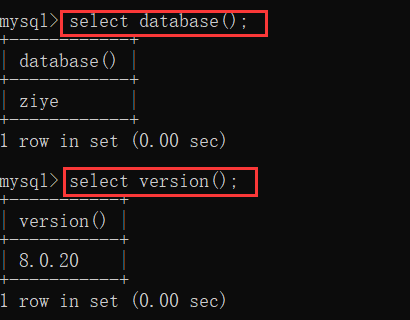 mysql> select database();
+------------+
| database() |
+------------+
| ziye       |
+------------+
1 row in set (0.00 sec)
mysql> select version();
+-----------+
| version() |
+-----------+
| 8.0.20    |
+-----------+
1 row in set (0.00 sec)